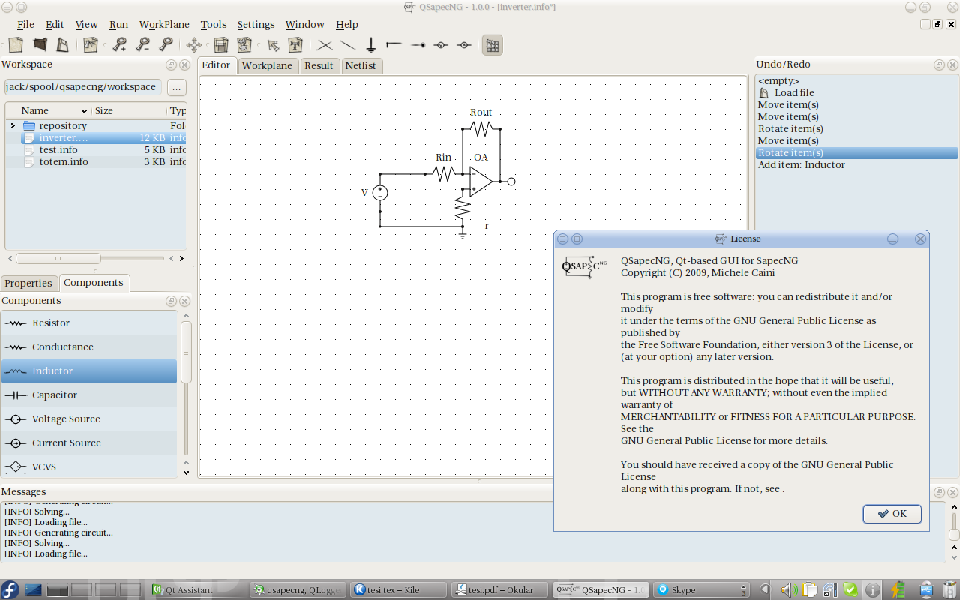 QSapecNG - 1.0.0 - [inverter.info*]
File Edit View Run WorkPlane Tools Settings Window Help
Workspace
jack/spool/qsapecng/workspace ...
Name Size Typ
repository Fol
inverter.... 12 KB info
test.info 5 KB info
totem.info 3 KB info
Properties Components
Components
Resistor
Conductance
Inductor
Capacitor
Voltage Source
Current Source
VCVS
Editor Workplane Result Netlist
Rout
Rin
OA
V
r
Undo/Redo
<empty>
Load file
Move item(s)
Move item(s)
Rotate item(s)
Move item(s)
Rotate item(s)
Add item: Inductor
License
QSAPEC NG
QSapecNG, Qt-based GUI for SapecNG
Copyright (C) 2009, Michele Caini
This program is free software: you can redistribute it and/or
modify
it under the terms of the GNU General Public License as
published by
the Free Software Foundation, either version 3 of the License, or
(at your option) any later version.
This program is distributed in the hope that it will be useful,
but WITHOUT ANY WARRANTY; without even the implied
warranty of
MERCHANTABILITY or FITNESS FOR A PARTICULAR PURPOSE.
See the
GNU General Public License for more details.
You should have received a copy of the GNU General Public
License
along with this program. If not, see .
OK
Messages
[INFO] Generating circuit...
[INFO] Solving...
[INFO] Loading file...
[INFO] Generating circuit...
[INFO] Solving...
[INFO] Loading file...
Qt Assistant
tesi.tex – Kile
test.pdf – Okular
QSapecNG - 1.0
Skype